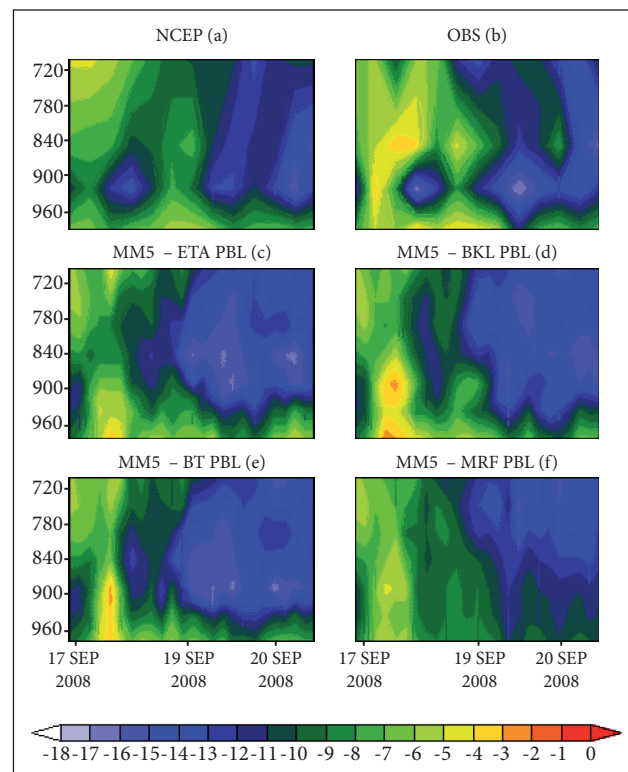 NCEP (a)
OBS (b)
720
780
840
900
960
MM5 – ETA PBL (c)
MM5 – BKL PBL (d)
720
780
840
900
960
MM5 – BT PBL (e)
MM5 – MRF PBL (f)
720
780
840
900
960
17 SEP
2008
19 SEP
2008
20 SEP
2008
17 SEP
2008
19 SEP
2008
20 SEP
2008
-18 -17 -16 -15 -14 -13 -12 -11 -10 -9 -8 -7 -6 -5 -4 -3 -2 -1 0